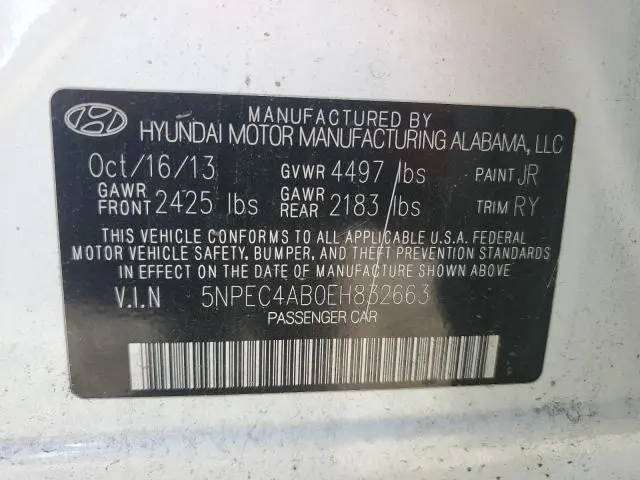 MANUFACTURED BY
HYUNDAI MOTOR MANUFACTURING ALABAMA, LLC
Oct/16/13 GVWR 4497 lbs PAINT JR
GAWR FRONT 2425 lbs GAWR REAR 2183 lbs TRIM RY
THIS VEHICLE CONFORMS TO ALL APPLICABLE U.S.A. FEDERAL
MOTOR VEHICLE SAFETY, BUMPER, AND THEFT PREVENTION STANDARDS
IN EFFECT ON THE DATE OF MANUFACTURE SHOWN ABOVE
V.I.N 5NPEC4AB0EH832663
PASSENGER CAR